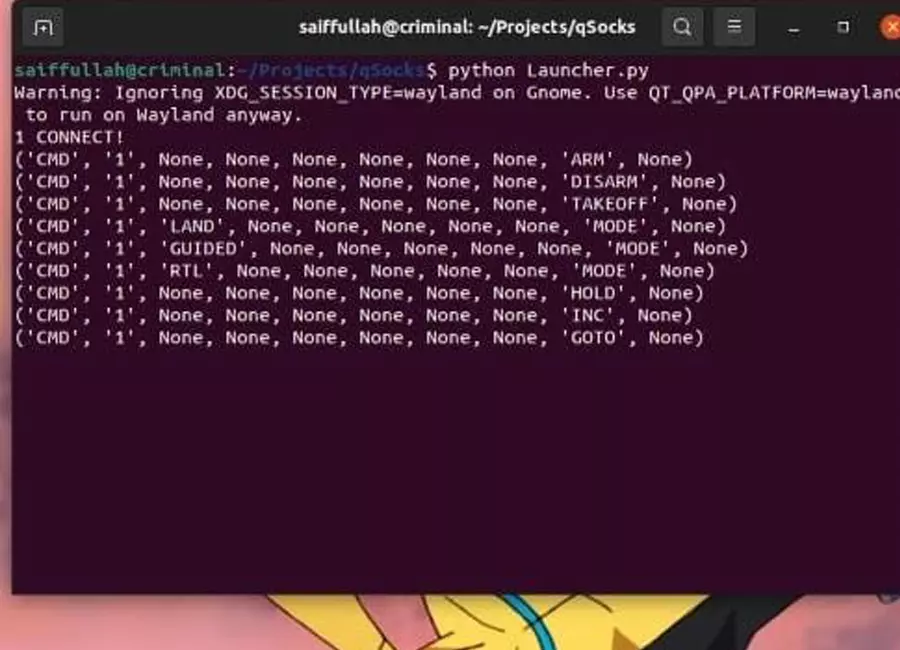 saiffullah@criminal: ~/Projects/qSocks
saiffullah@criminal:~/Projects/qSocks$ python Launcher.py
Warning: Ignoring XDG_SESSION_TYPE=wayland on Gnome. Use QT_QPA_PLATFORM=wayland
to run on Wayland anyway.
1 CONNECT!
('CMD', '1', None, None, None, None, None, None, 'ARM', None)
('CMD', '1', None, None, None, None, None, None, 'DISARM', None)
('CMD', '1', None, None, None, None, None, None, 'TAKEOFF', None)
('CMD', '1', 'LAND', None, None, None, None, None, 'MODE', None)
('CMD', '1', 'GUIDED', None, None, None, None, None, 'MODE', None)
('CMD', '1', 'RTL', None, None, None, None, None, 'MODE', None)
('CMD', '1', None, None, None, None, None, None, 'HOLD', None)
('CMD', '1', None, None, None, None, None, None, 'INC', None)
('CMD', '1', None, None, None, None, None, None, 'GOTO', None)